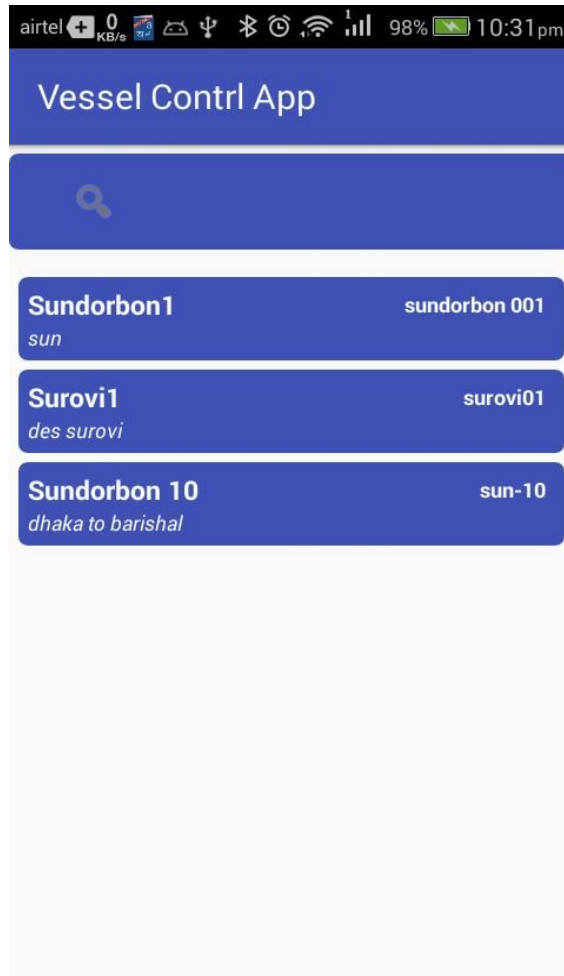 airtel 0 KB/s 1 98% 10:31pm
Vessel Contrl App
Sundorbon1 sundorbon 001
sun
Surovi1 surovi01
des surovi
Sundorbon 10 sun-10
dhaka to barishal